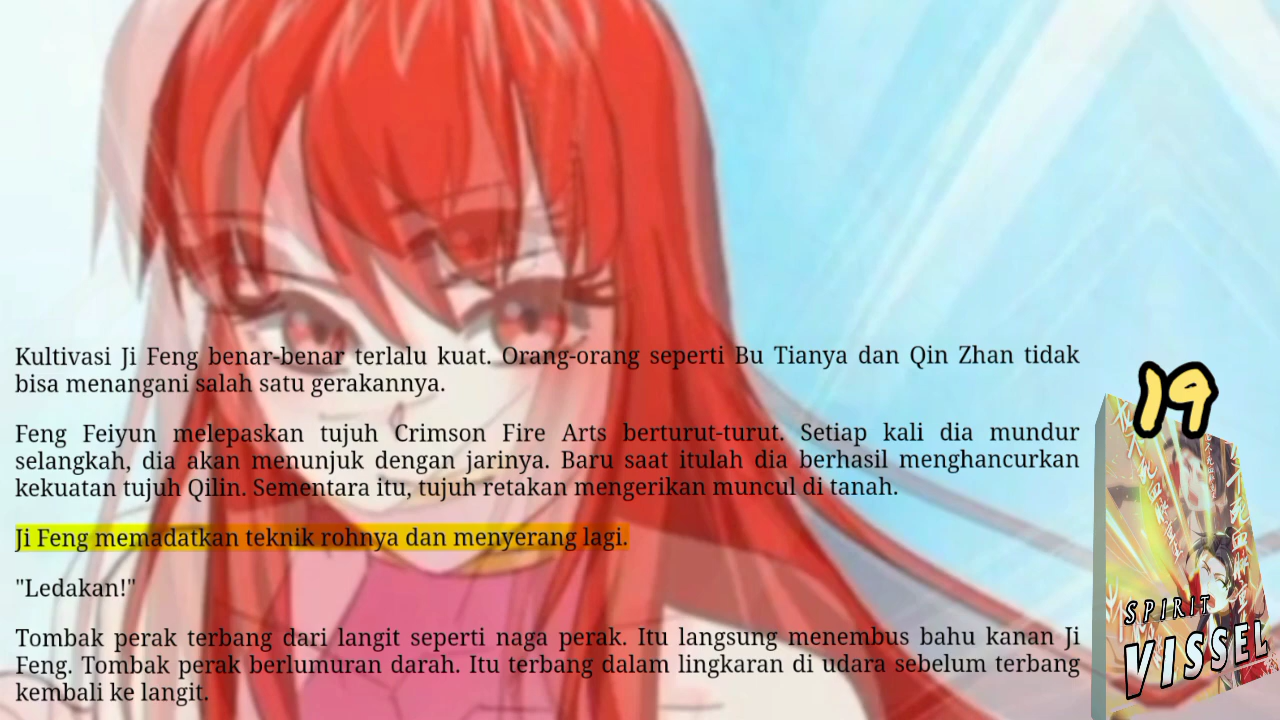 Kultivasi Ji Feng benar-benar terlalu kuat. Orang-orang seperti Bu Tianya dan Qin Zhan tidak
bisa menangani salah satu gerakannya.
Feng Feiyun melepaskan tujuh Crimson Fire Arts berturut-turut. Setiap kali dia mundur
selangkah, dia akan menunjuk dengan jarinya. Baru saat itulah dia berhasil menghancurkan
kekuatan tujuh Qilin. Sementara itu, tujuh retakan mengerikan muncul di tanah.
Ji Feng memadatkan teknik rohnya dan menyerang lagi.
"Ledakan!"
Tombak perak terbang dari langit seperti naga perak. Itu langsung menembus bahu kanan Ji
Feng. Tombak perak berlumuran darah. Itu terbang dalam lingkaran di udara sebelum terbang
kembali ke langit.
19
SPIRIT
VISSEL